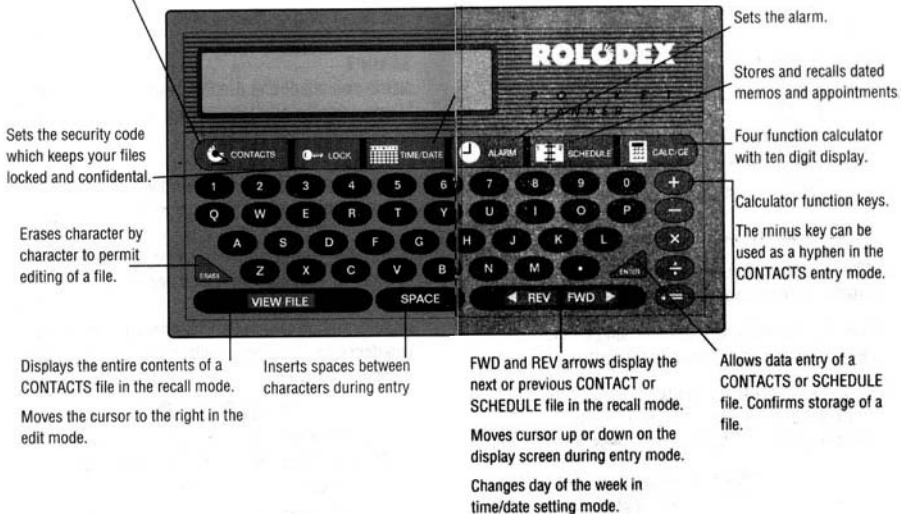 Sets the alarm.
ROLODEX
POCKET
PLANNER
Stores and recalls dated
memos and appointments.
Sets the security code
which keeps your files
locked and confidental.
CONTACTS LOCK TIME/DATE ALARM SCHEDULE CALC/CE
Four function calculator
with ten digit display.
1 2 3 4 5 6 7 8 9 0 +
Q W E R T Y U I O P −
A S D F G H J K L ×
ERASE Z X C V B N M • ENTER ÷
VIEW FILE SPACE ◀ REV FWD ▶ • =
Erases character by
character to permit
editing of a file.
Calculator function keys.
The minus key can be
used as a hyphen in the
CONTACTS entry mode.
Displays the entire contents of a
CONTACTS file in the recall mode.
Moves the cursor to the right in the
edit mode.
Inserts spaces between
characters during entry
FWD and REV arrows display the
next or previous CONTACT or
SCHEDULE file in the recall mode.
Moves cursor up or down on the
display screen during entry mode.
Changes day of the week in
time/date setting mode.
Allows data entry of a
CONTACTS or SCHEDULE
file. Confirms storage of a
file.